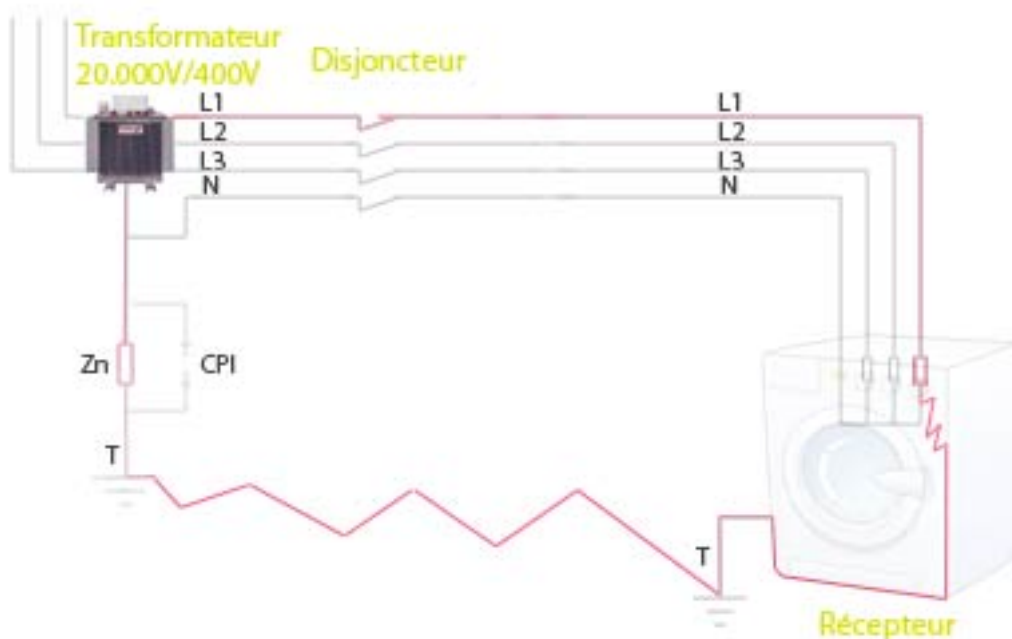 Transformateur
20.000V/400V
Disjoncteur
L1
L1
L2
L2
L3
L3
N
N
Zn
CPI
T
T
Récepteur